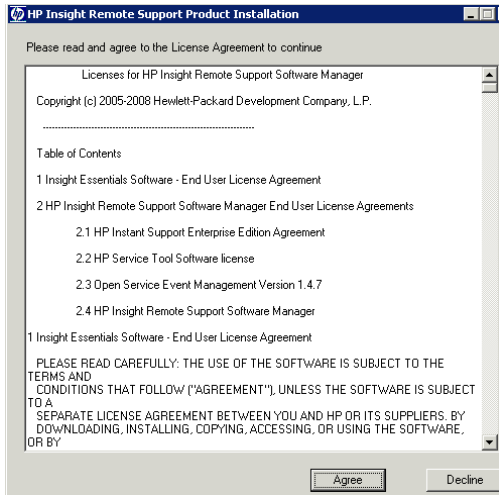 HP Insight Remote Support Product Installation
Please read and agree to the License Agreement to continue
Licenses for HP Insight Remote Support Software Manager
Copyright (c) 2005-2008 Hewlett-Packard Development Company, L.P.
----------------------------------------------------------------------
Table of Contents
1 Insight Essentials Software - End User License Agreement
2 HP Insight Remote Support Software Manager End User License Agreements
2.1 HP Instant Support Enterprise Edition Agreement
2.2 HP Service Tool Software license
2.3 Open Service Event Management Version 1.4.7
2.4 HP Insight Remote Support Software Manager
1 Insight Essentials Software - End User License Agreement
PLEASE READ CAREFULLY: THE USE OF THE SOFTWARE IS SUBJECT TO THE
TERMS AND
CONDITIONS THAT FOLLOW ("AGREEMENT"), UNLESS THE SOFTWARE IS SUBJECT
TO A
SEPARATE LICENSE AGREEMENT BETWEEN YOU AND HP OR ITS SUPPLIERS. BY
DOWNLOADING, INSTALLING, COPYING, ACCESSING, OR USING THE SOFTWARE,
OR BY
Agree
Decline